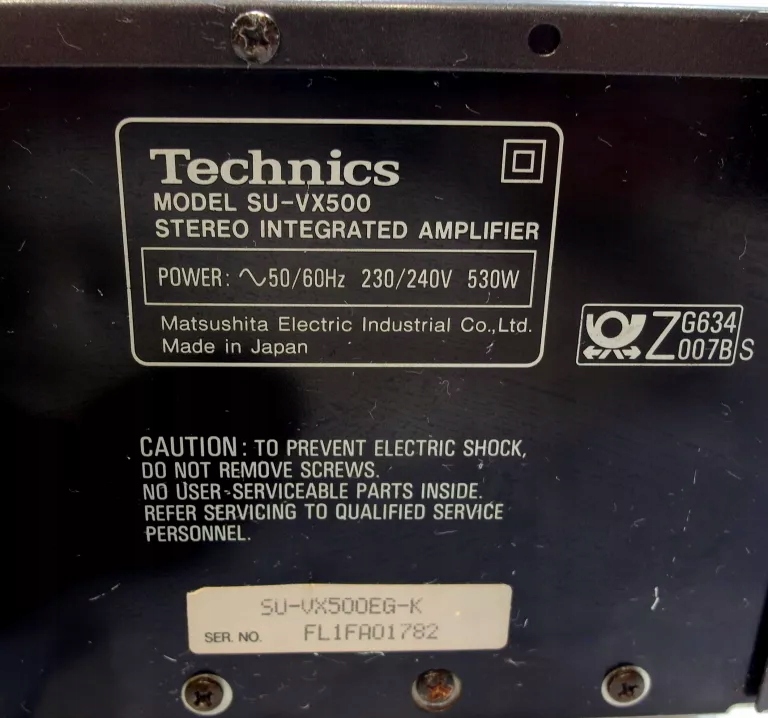 Technics
MODEL SU-VX500
STEREO INTEGRATED AMPLIFIER
POWER: ∿50/60Hz 230/240V 530W
Matsushita Electric Industrial Co.,Ltd.
Made in Japan
Z G634
007B S
CAUTION: TO PREVENT ELECTRIC SHOCK,
DO NOT REMOVE SCREWS.
NO USER-SERVICEABLE PARTS INSIDE.
REFER SERVICING TO QUALIFIED SERVICE
PERSONNEL.
SU-VX500EG-K
SER. NO. FL1FA01782